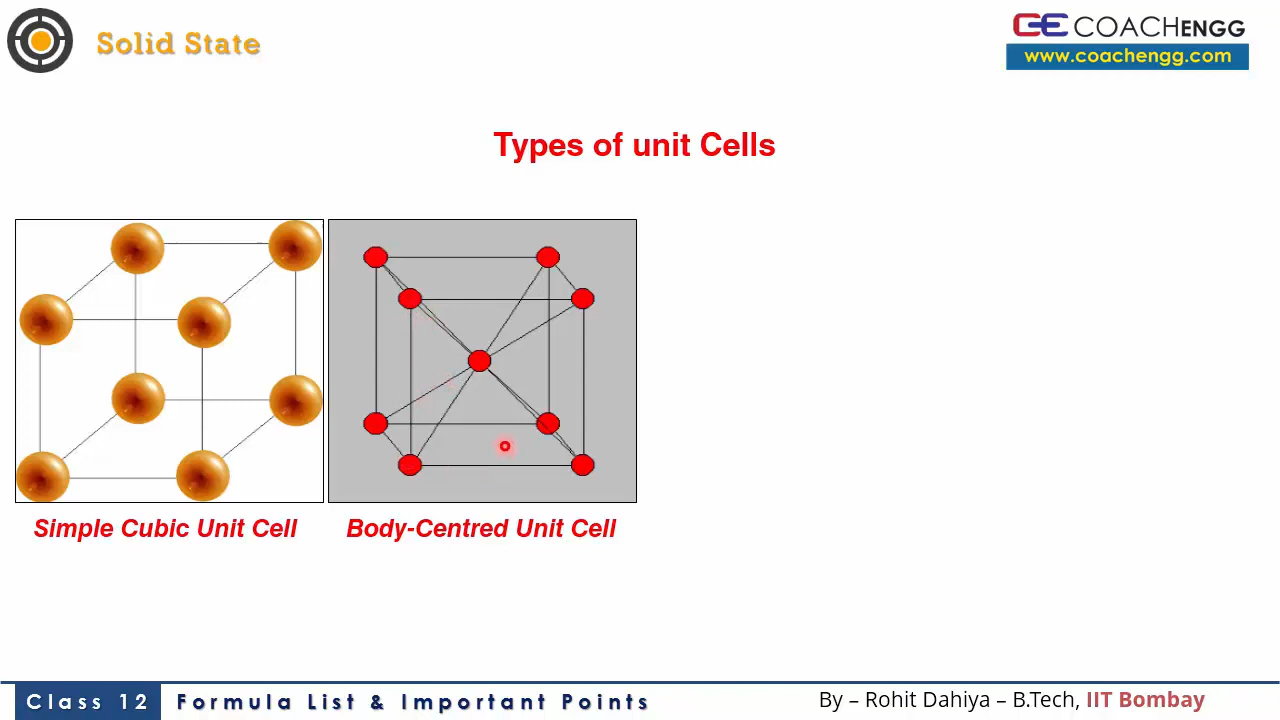 Solid State
CE COACHENGG
www.coachengg.com
Types of unit Cells
Simple Cubic Unit Cell
Body-Centred Unit Cell
Class 12
Formula List & Important Points
By – Rohit Dahiya – B.Tech, IIT Bombay